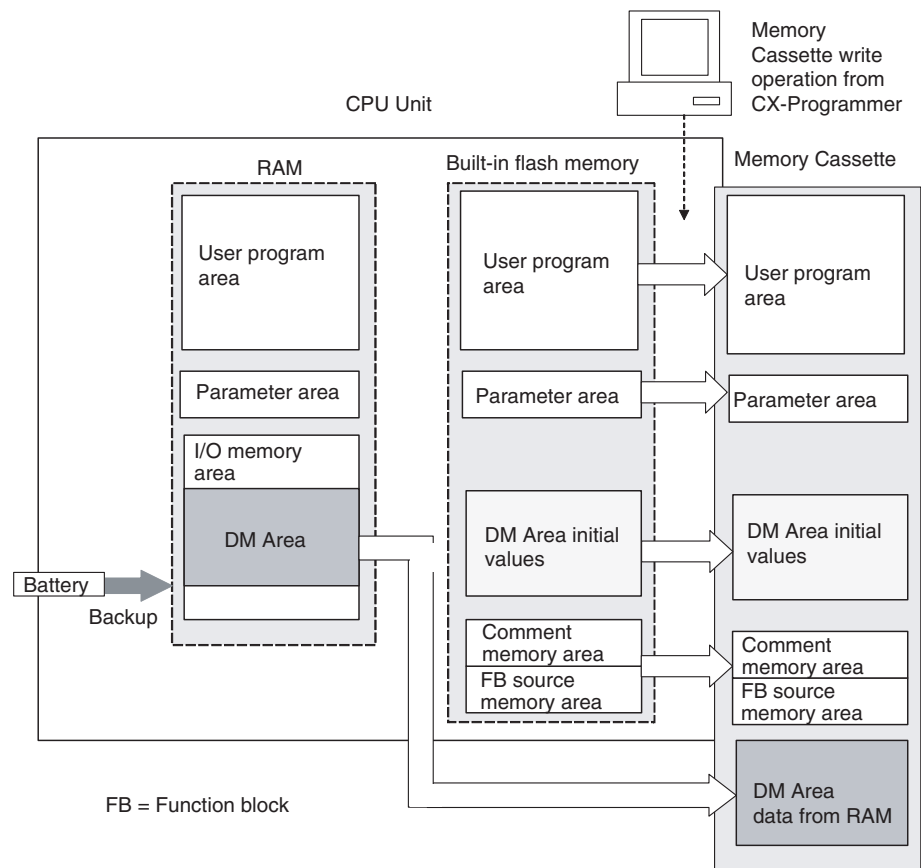 Memory
Cassette write
operation from
CX-Programmer
CPU Unit
RAM
Built-in flash memory
Memory Cassette
User program
area
User program
area
User program
area
Parameter area
Parameter area
Parameter area
I/O memory
area
DM Area
DM Area initial
values
DM Area initial
values
Battery
Backup
Comment
memory area
FB source
memory area
Comment
memory area
FB source
memory area
DM Area
data from RAM
FB = Function block